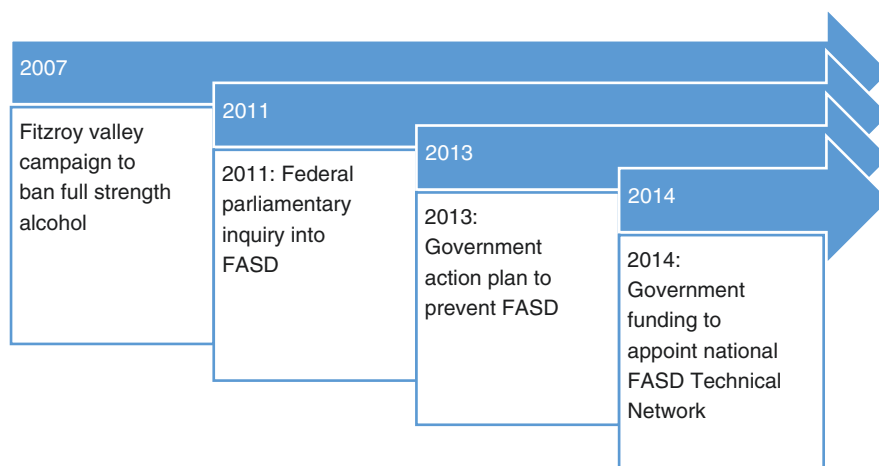 2007
Fitzroy valley
campaign to
ban full strength
alcohol
2011
2011: Federal
parliamentary
inquiry into
FASD
2013
2013:
Government
action plan to
prevent FASD
2014
2014:
Government
funding to
appoint national
FASD Technical
Network